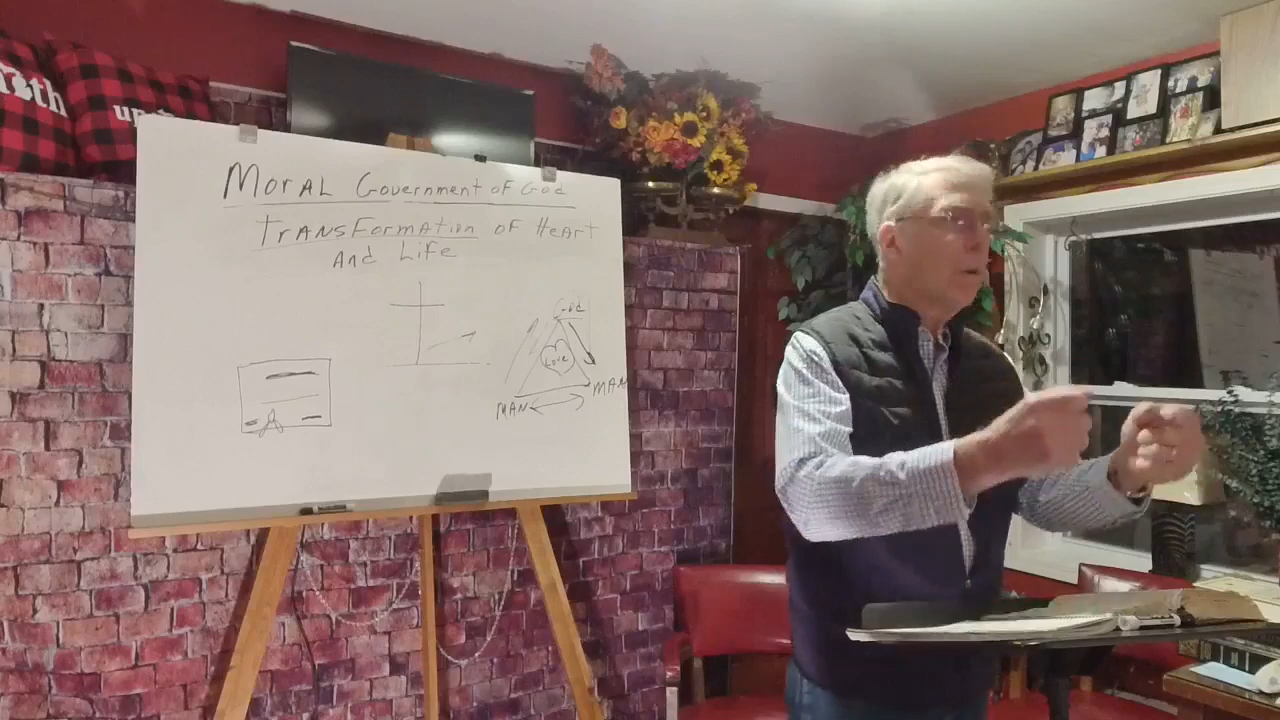 MORAL Government of God
Transformation of Heart
And Life
God
Love
MAN
MAN